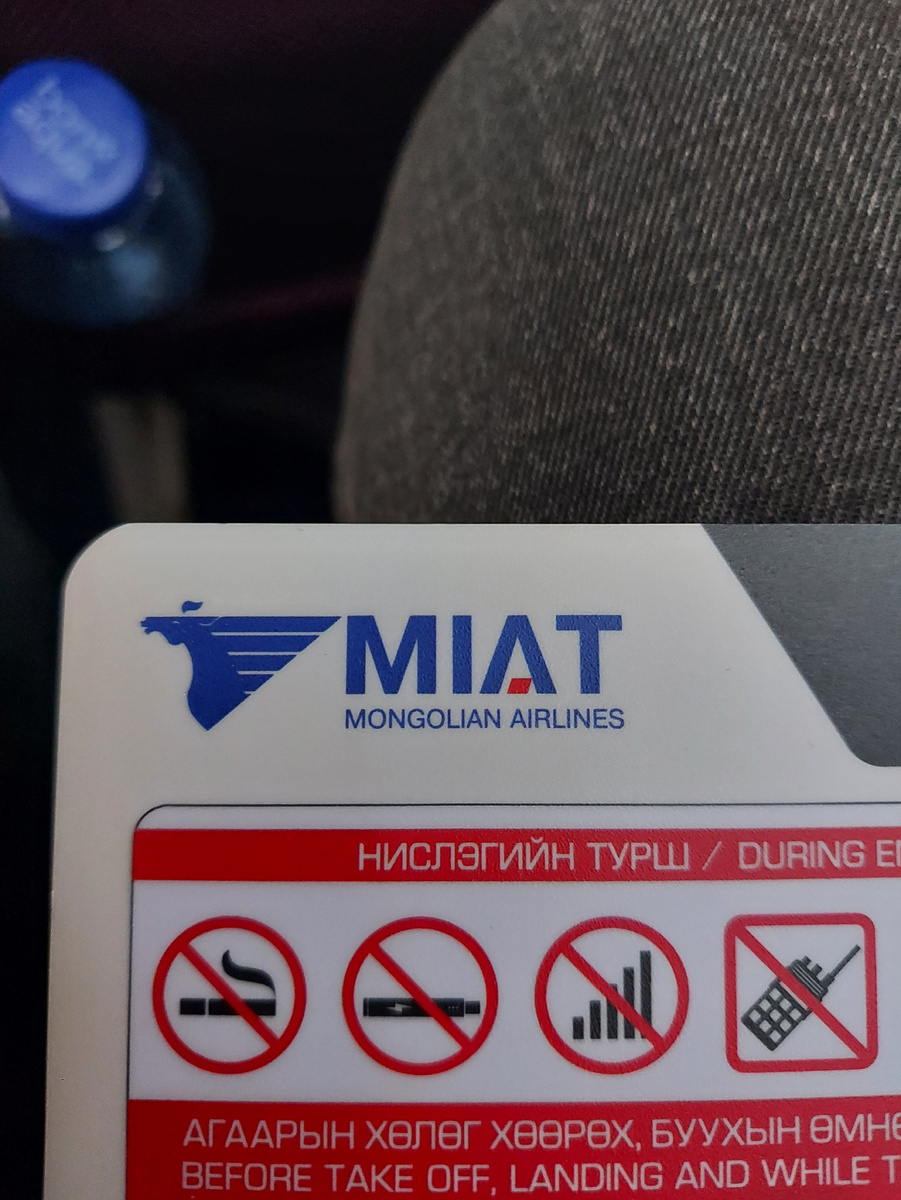 MIAT
MONGOLIAN AIRLINES
НИСЛЭГИЙН ТУРШ / DURING
АГААРЫН ХӨЛӨГ ХӨӨРӨХ, БУУХЫН
BEFORE TAKE OFF, LANDING AND WHILE